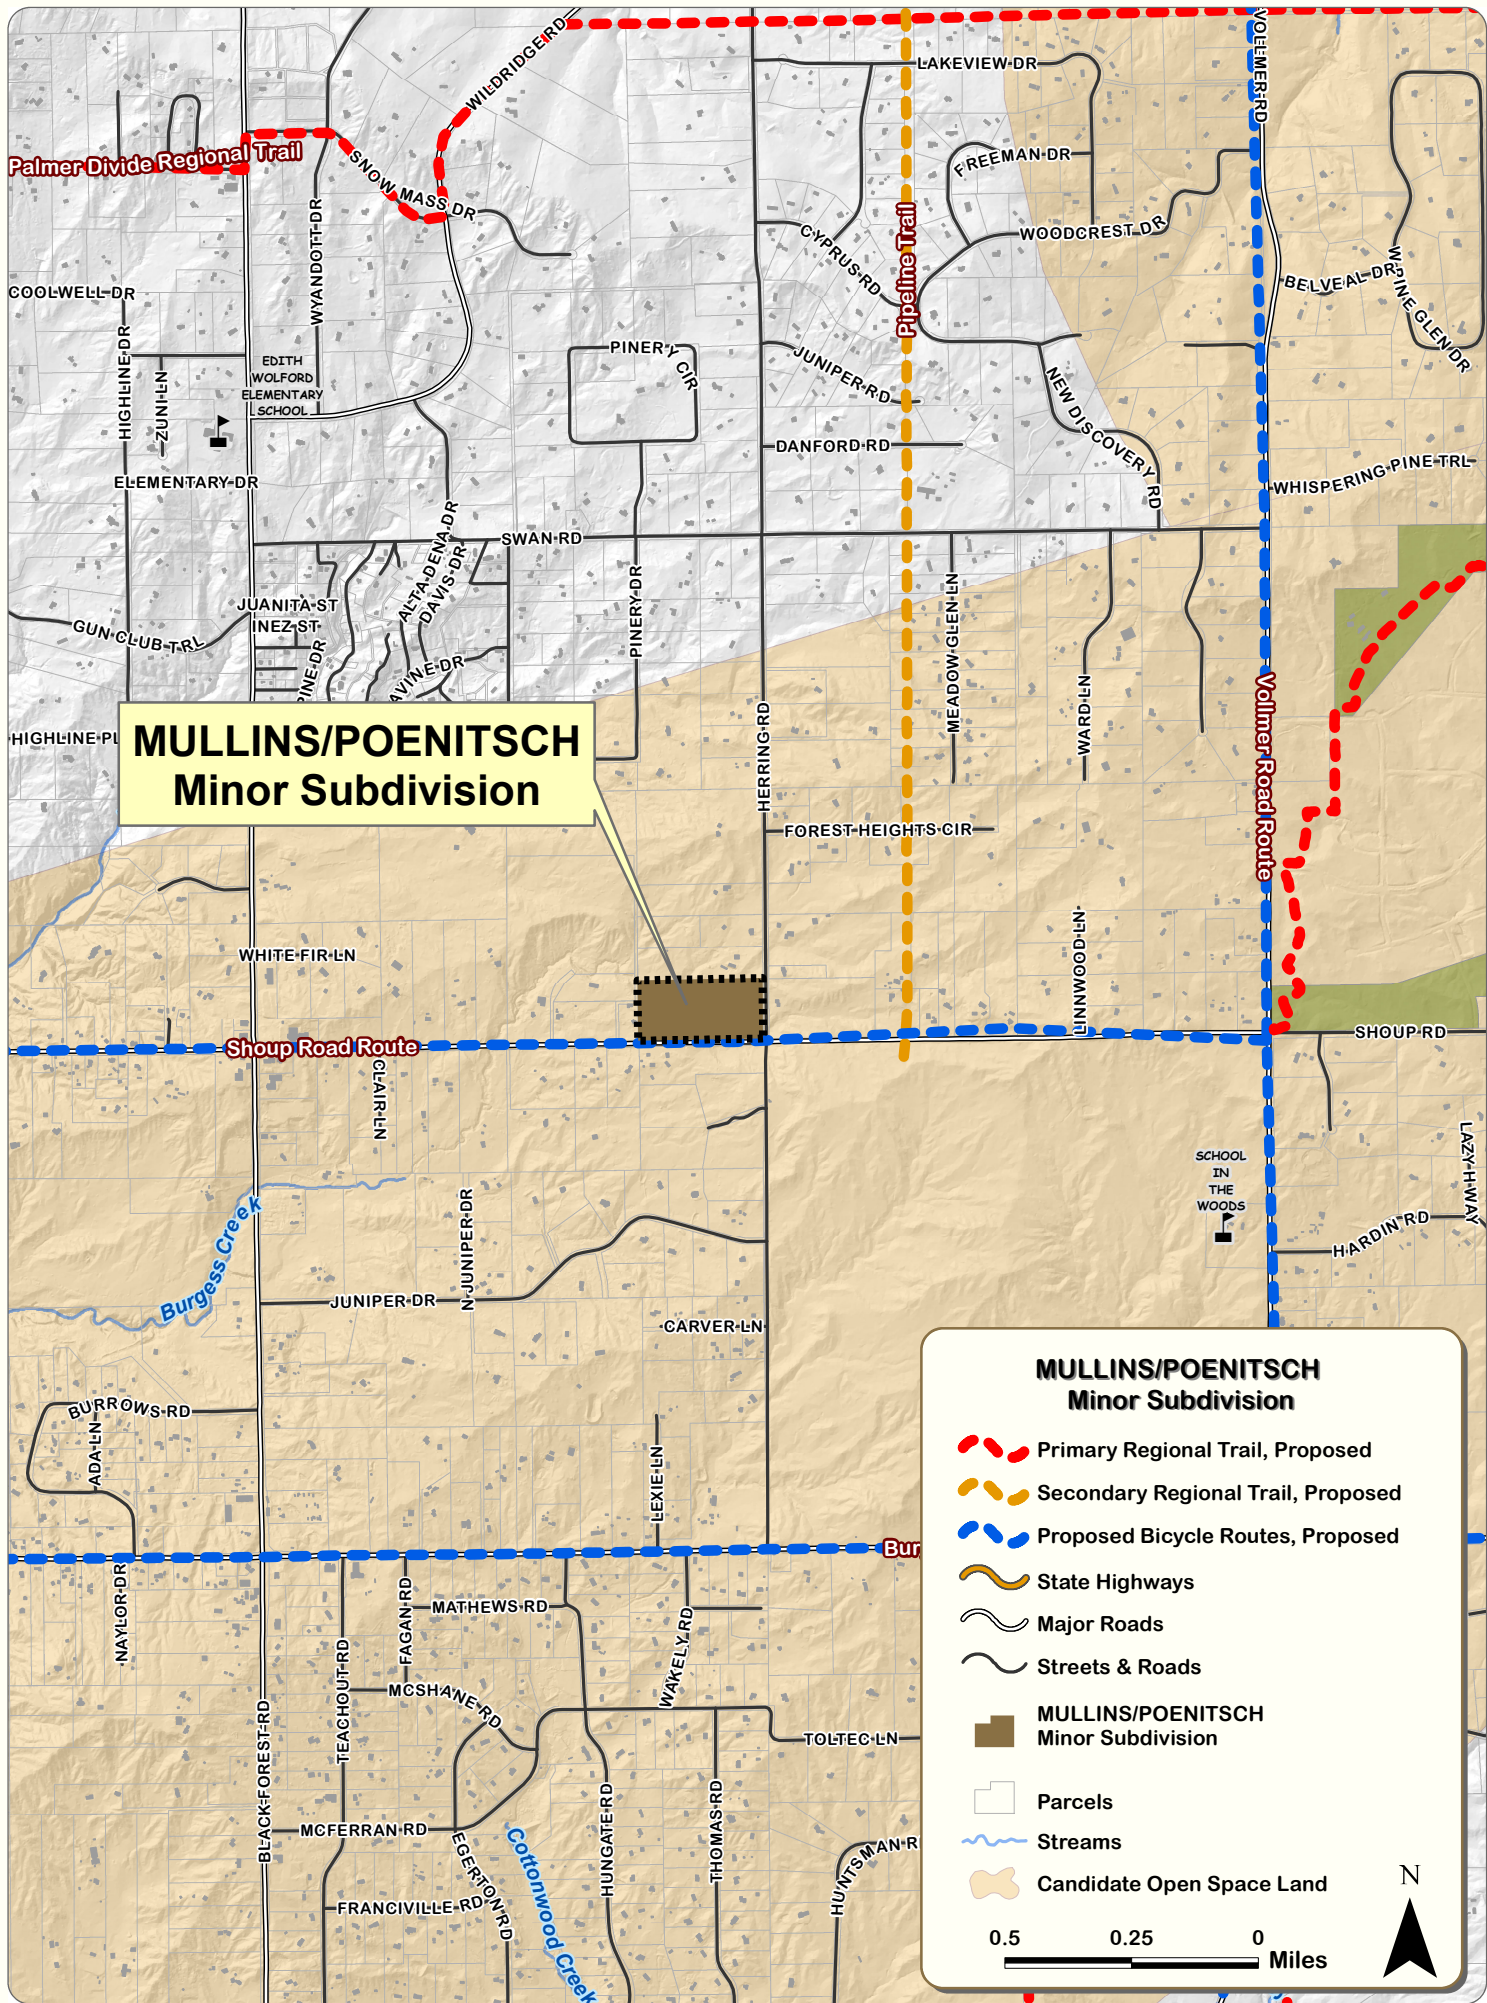 WILDRIDGE RD
VOLLMER RD
LAKEVIEW DR
Palmer Divide Regional Trail
SNOW MASS DR
FREEMAN DR
WYANDOTT DR
Pipeline Trail
CYPRUS RD
WOODCREST DR
COOLWELL DR
BELVEAL DR
W PINE GLEN DR
HIGHLINE DR
ZUNI LN
EDITH
WOLFORD
ELEMENTARY
SCHOOL
PINERY CIR
JUNIPER RD
NEW DISCOVERY RD
DANFORD RD
WHISPERING PINE TRL
ELEMENTARY DR
ALTA DENA DR
DAVIS DR
SWAN RD
JUANITA ST
INEZ ST
GUN CLUB TRL
PINE DR
AVINE DR
PINERY DR
MEADOW GLEN LN
WARD LN
HERRING RD
Vollmer Road Route
HIGHLINE PL
MULLINS/POENITSCH
Minor Subdivision
FOREST HEIGHTS CIR
WHITE FIR LN
LINNWOOD LN
Shoup Road Route
SHOUP RD
CLAIR LN
LAZY H WAY
SCHOOL
IN
THE
WOODS
Burgess Creek
N JUNIPER DR
HARDIN RD
JUNIPER DR
CARVER LN
BURROWS RD
ADA LN
LEXIE LN
Bur
NAYLOR DR
FAGAN RD
MATHEWS RD
WAKELY RD
TEACHOUT RD
MCSHANE RD
BLACK FOREST RD
TOLTEC LN
HUNGATE RD
THOMAS RD
MCFERRAN RD
EGERTON RD
Cottonwood Creek
HUNTSMAN R
FRANCIVILLE RD
MULLINS/POENITSCH
Minor Subdivision
Primary Regional Trail, Proposed
Secondary Regional Trail, Proposed
Proposed Bicycle Routes, Proposed
State Highways
Major Roads
Streets & Roads
MULLINS/POENITSCH
Minor Subdivision
Parcels
Streams
Candidate Open Space Land
N
0.5 0.25 0
Miles